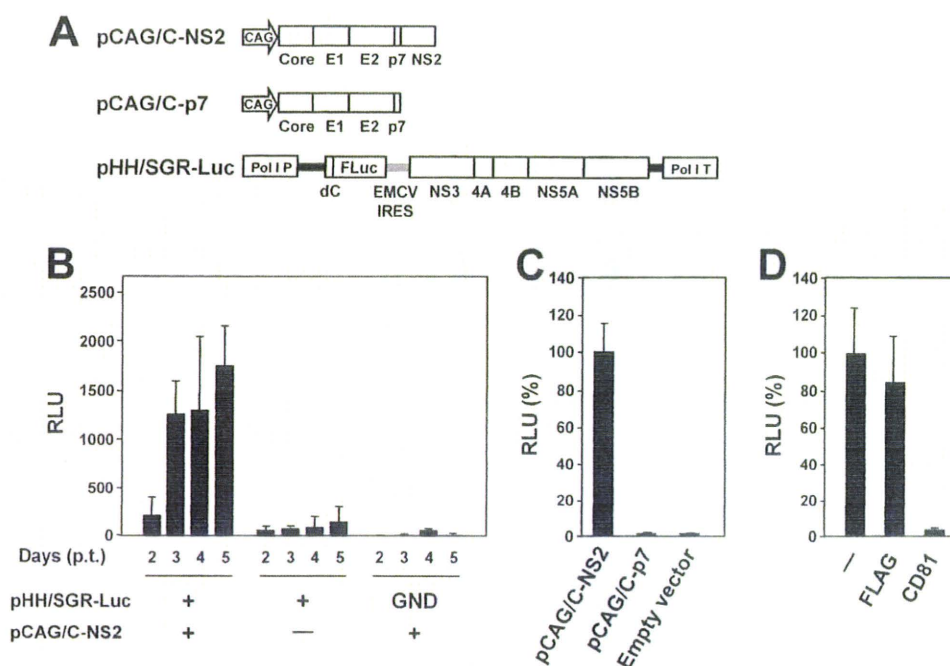 A
pCAG/C-NS2 CAG
Core E1 E2 p7 NS2
pCAG/C-p7 CAG
Core E1 E2 p7
pHH/SGR-Luc Pol I P FLuc Pol I T
dC EMCV IRES NS3 4A 4B NS5A NS5B
B
RLU
2500
2000
1500
1000
500
0
Days (p.t.) 2 3 4 5 2 3 4 5 2 3 4 5
pHH/SGR-Luc + + GND
pCAG/C-NS2 + — +
C
RLU (%)
140
120
100
80
60
40
20
0
pCAG/C-NS2
pCAG/C-p7
Empty vector
D
RLU (%)
140
120
100
80
60
40
20
0
—
FLAG
CD81